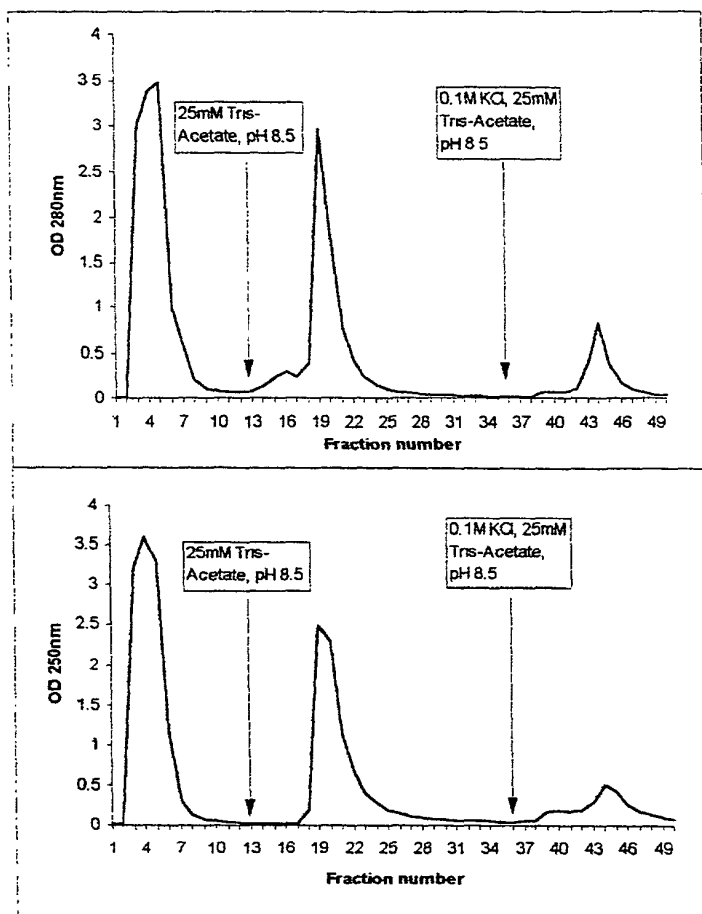 4
3.5
3
2.5
2
1.5
1
0.5
0
OD 280nm
25mM Tris-
Acetate, pH 8.5
0.1M KCl, 25mM
Tris-Acetate,
pH 8 5
1 4 7 10 13 16 19 22 25 28 31 34 37 40 43 46 49
Fraction number
4
3.5
3
2.5
2
1.5
1
0.5
0
OD 250nm
25mM Tris-
Acetate, pH 8.5
0.1M KCl, 25mM
Tris-Acetate,
pH 8.5
1 4 7 10 13 16 19 22 25 28 31 34 37 40 43 46 49
Fraction number